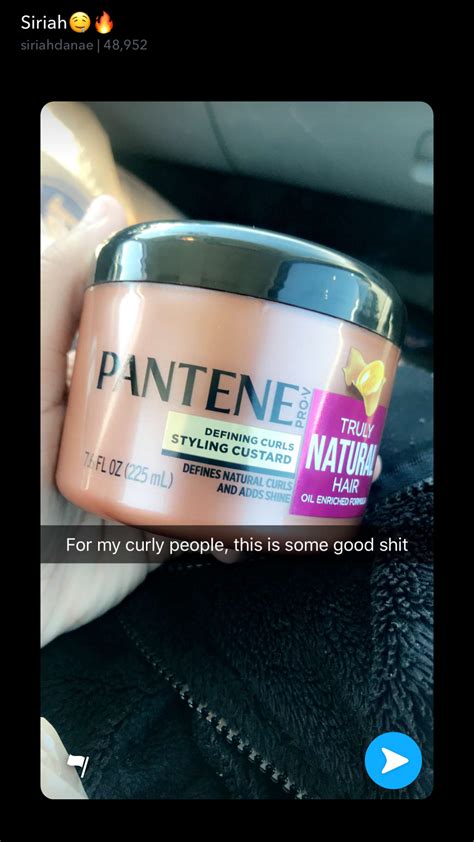 Siriah🤤🔥
siriahdanae | 48,952
PANTENE
PRO-V
DEFINING CURLS
STYLING CUSTARD
DEFINES NATURAL CURLS
AND ADDS SHINE
FL OZ (225 mL)
TRULY
NATURAL
HAIR
OIL ENRICHED FORMULA
For my curly people, this is some good shit